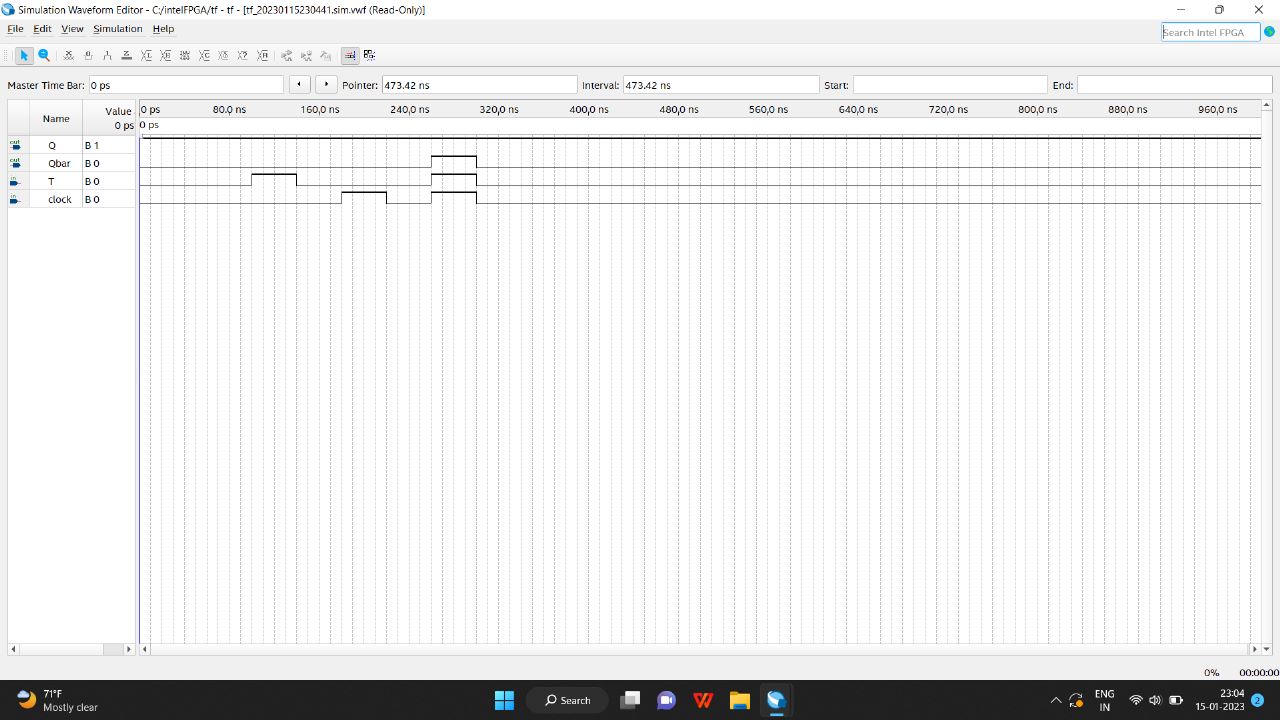 Simulation Waveform Editor - C:/intelFPGA/tf - tf - [tf_20230115230441.sim.vwf (Read-Only)]
File Edit View Simulation Help
Search Intel FPGA
Master Time Bar: 0 ps Pointer: 473.42 ns Interval: 473.42 ns Start: End:
Name Value 0 ps
0 ps 80.0 ns 160.0 ns 240.0 ns 320.0 ns 400.0 ns 480.0 ns 560.0 ns 640.0 ns 720.0 ns 800.0 ns 880.0 ns 960.0 ns
0 ps
out Q B 1
out Qbar B 0
in T B 0
in clock B 0
0% 00:00:00
71°F
Mostly clear
Search
ENG
IN
23:04
15-01-2023
2